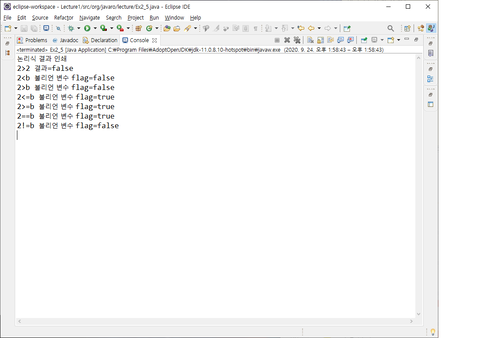 eclipse-workspace - Lecture1/src/org/javaro/lecture/Ex2_5.java - Eclipse IDE
File Edit Source Refactor Navigate Search Project Run Window Help
Problems Javadoc Declaration Console
<terminated> Ex2_5 [Java Application] C:\Program Files\AdoptOpenJDK\jdk-11.0.8.10-hotspot\bin\javaw.exe (2020. 9. 24. 오후 1:58:43 – 오후 1:58:43)
논리식 결과 인쇄
2>2 결과=false
2<b 불리언 변수 flag=false
2>b 불리언 변수 flag=false
2<=b 불리언 변수 flag=true
2>=b 불리언 변수 flag=true
2==b 불리언 변수 flag=true
2!=b 불리언 변수 flag=false